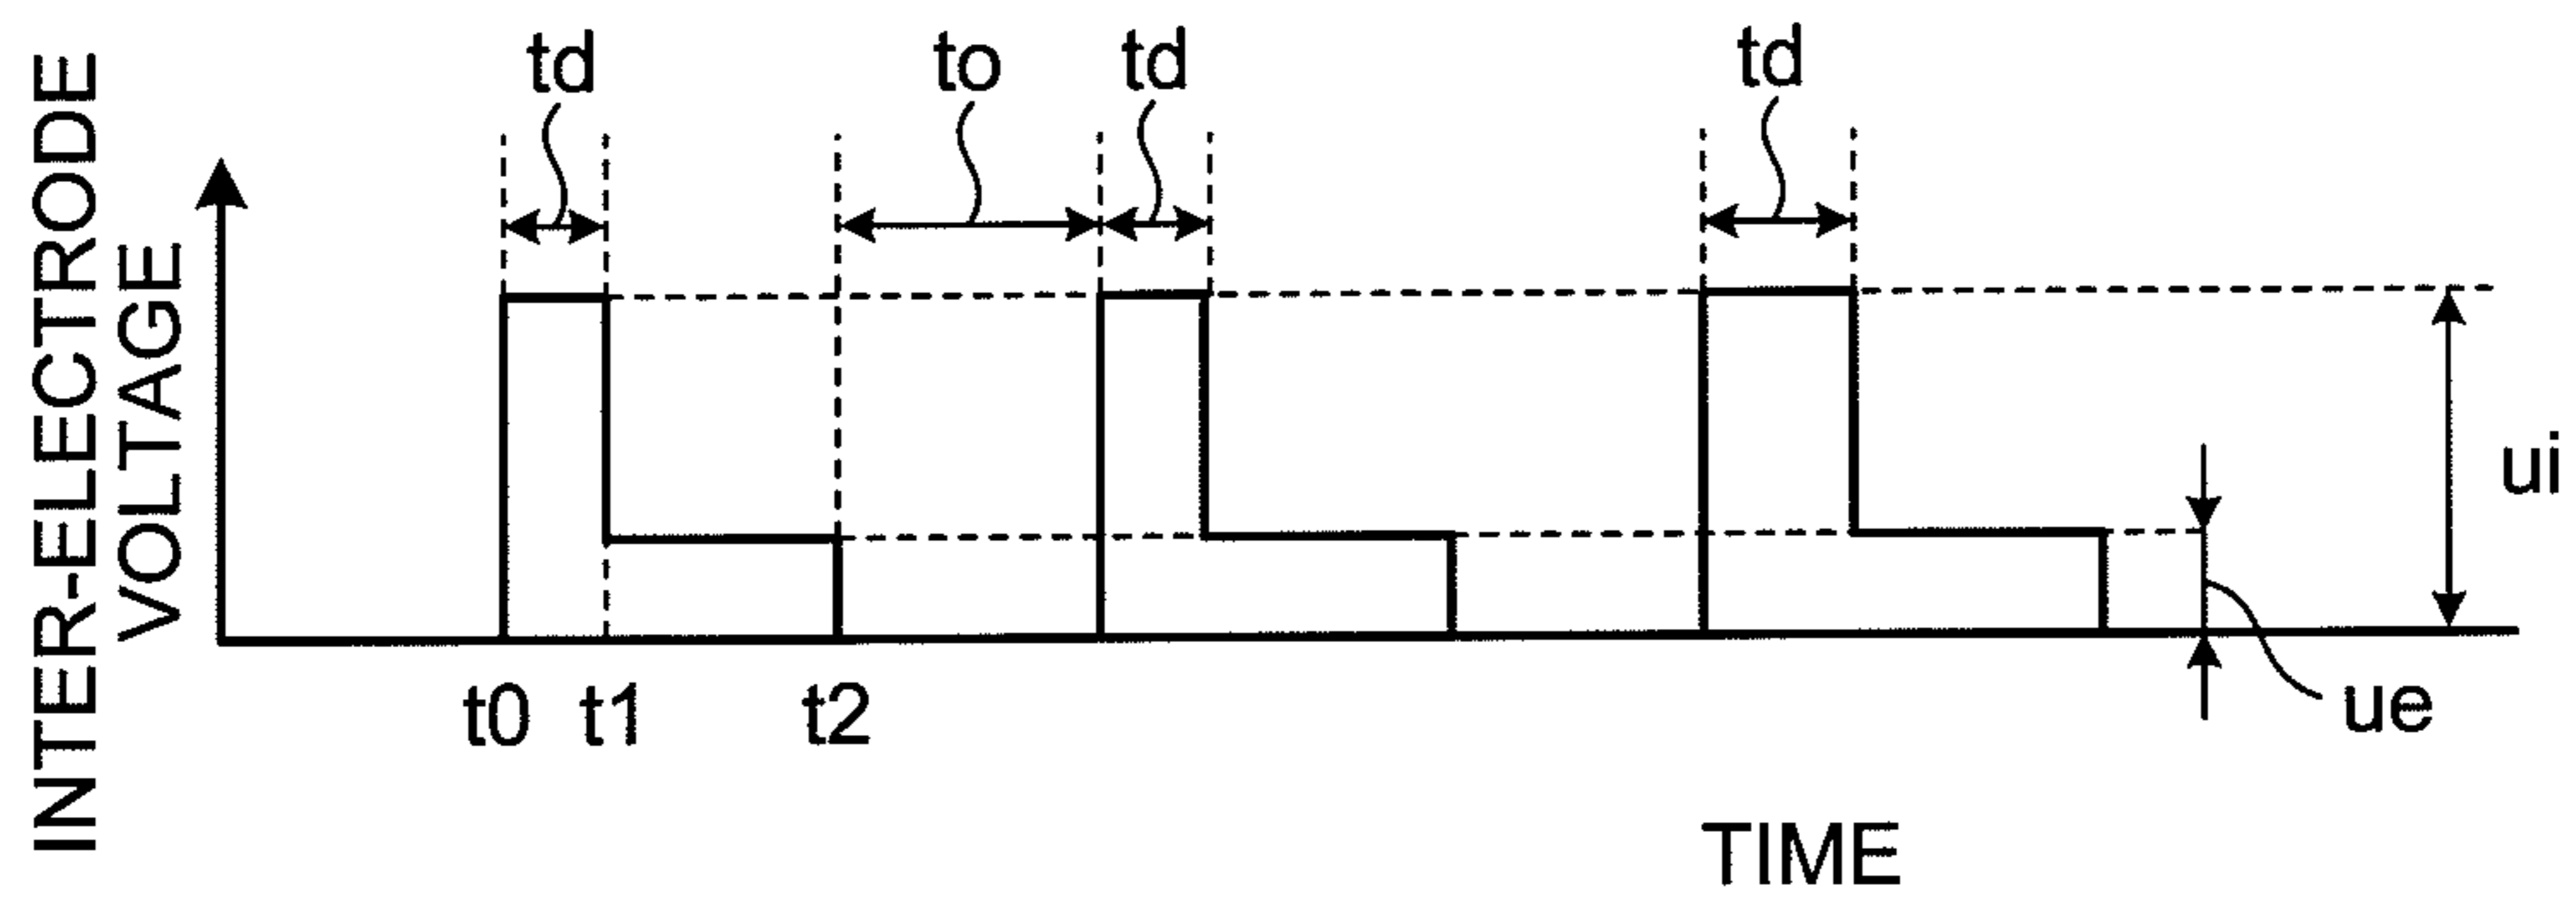 td
to
td
td
INTER-ELECTRODE
VOLTAGE
ui
t0
t1
t2
ue
TIME